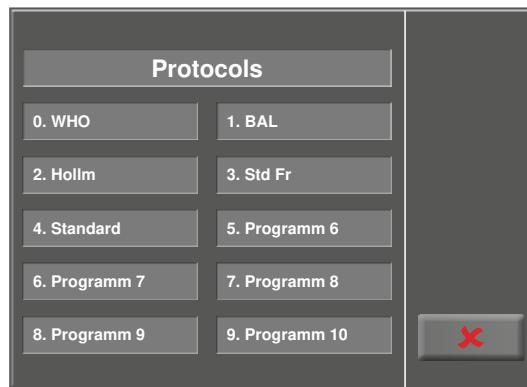 Protocols
0. WHO
1. BAL
2. Hollm
3. Std Fr
4. Standard
5. Programm 6
6. Programm 7
7. Programm 8
8. Programm 9
9. Programm 10